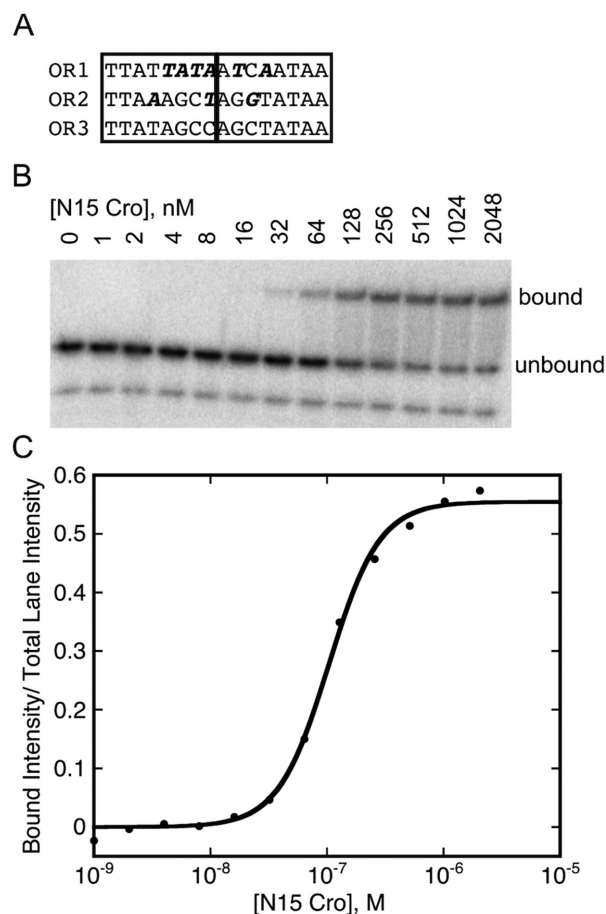 A
OR1 TTATTATAATCAATAA
OR2 TTAAAGCTAGGTATAA
OR3 TTATAGCCAGCTATAA
B
[N15 Cro], nM
0 1 2 4 8 16 32 64 128 256 512 1024 2048
bound
unbound
C
Bound Intensity/ Total Lane Intensity
0.6
0.5
0.4
0.3
0.2
0.1
0
10-9 10-8 10-7 10-6 10-5
[N15 Cro], M